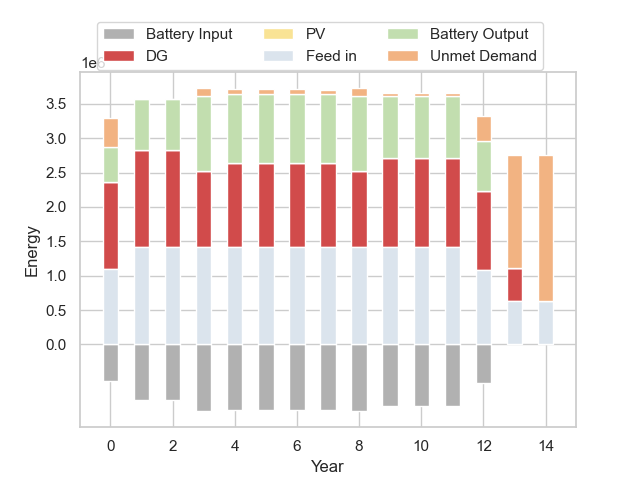 Battery Input PV Battery Output
DG Feed in Unmet Demand
1e6
3.5
3.0
2.5
2.0
1.5
1.0
0.5
0.0
Energy
0 2 4 6 8 10 12 14
Year